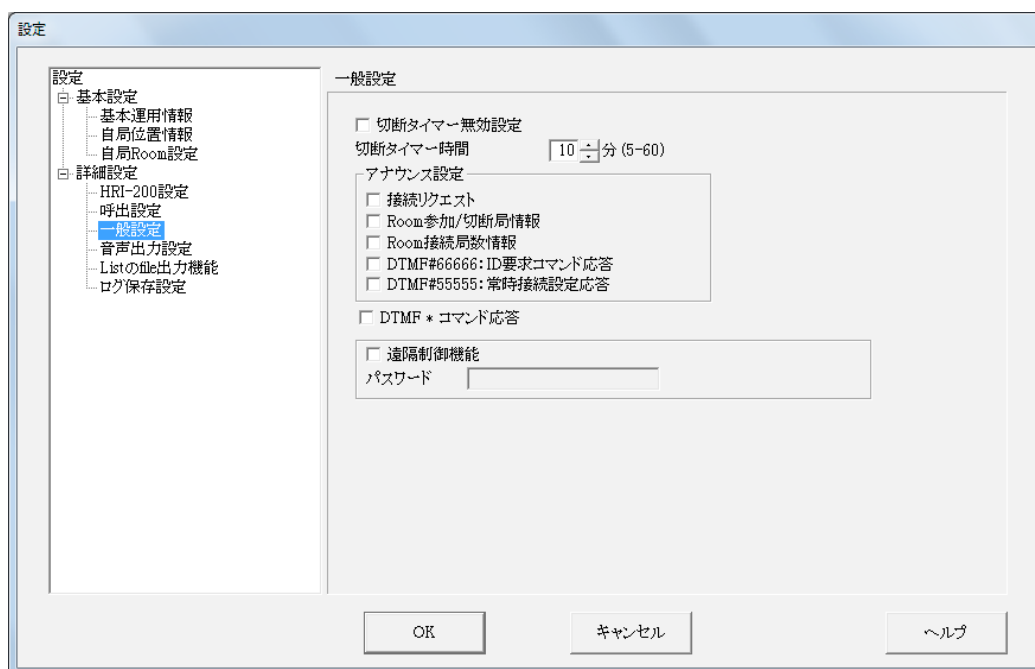 設定
設定
基本設定
基本運用情報
自局位置情報
自局Room設定
詳細設定
HRI-200設定
呼出設定
一般設定
音声出力設定
Listのfile出力機能
ログ保存設定
一般設定
切断タイマー無効設定
切断タイマー時間 10 分(5-60)
アナウンス設定
接続リクエスト
Room参加/切断局情報
Room接続局数情報
DTMF#66666:ID要求コマンド応答
DTMF#55555:常時接続設定応答
DTMF * コマンド応答
遠隔制御機能
パスワード
OK キャンセル ヘルプ